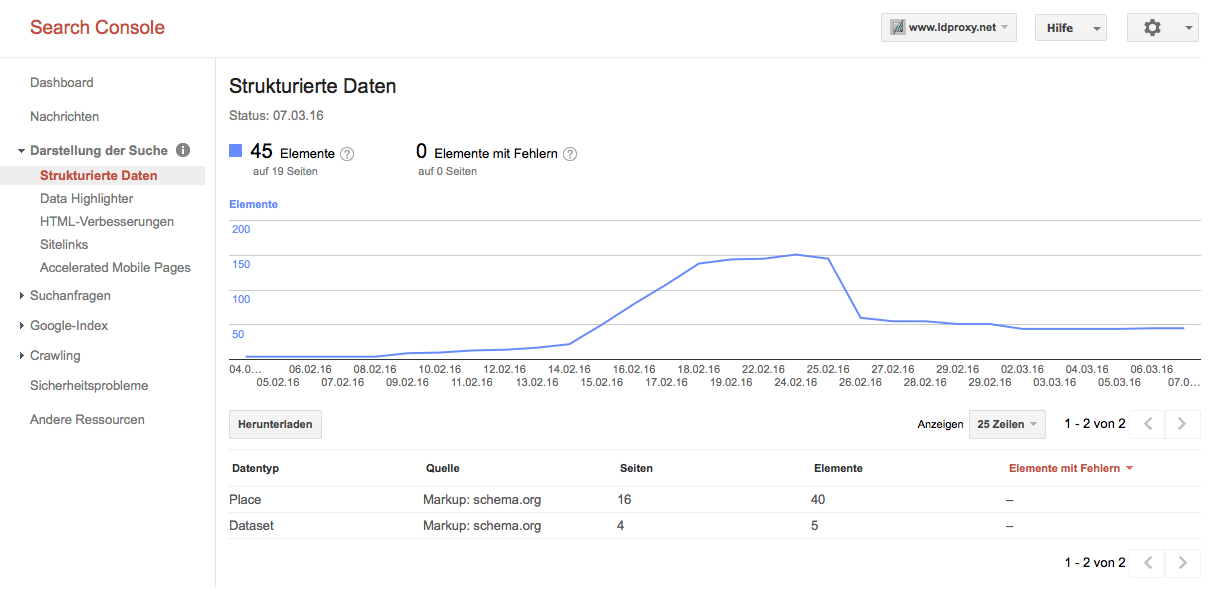 Search Console
www.ldproxy.net
Hilfe
Dashboard
Nachrichten
Darstellung der Suche
Strukturierte Daten
Data Highlighter
HTML-Verbesserungen
Sitelinks
Accelerated Mobile Pages
Suchanfragen
Google-Index
Crawling
Sicherheitsprobleme
Andere Ressourcen
Strukturierte Daten
Status: 07.03.16
45 Elemente ?
auf 19 Seiten
0 Elemente mit Fehlern ?
auf 0 Seiten
Elemente
200
150
100
50
04.0... 06.02.16 08.02.16 10.02.16 12.02.16 14.02.16 16.02.16 18.02.16 22.02.16 25.02.16 27.02.16 29.02.16 02.03.16 04.03.16 06.03.16
05.02.16 07.02.16 09.02.16 11.02.16 13.02.16 15.02.16 17.02.16 19.02.16 24.02.16 26.02.16 28.02.16 29.02.16 03.03.16 05.03.16 07.0...
Herunterladen
Anzeigen 25 Zeilen 1 - 2 von 2
Datentyp Quelle Seiten Elemente Elemente mit Fehlern
Place Markup: schema.org 16 40 –
Dataset Markup: schema.org 4 5 –
1 - 2 von 2